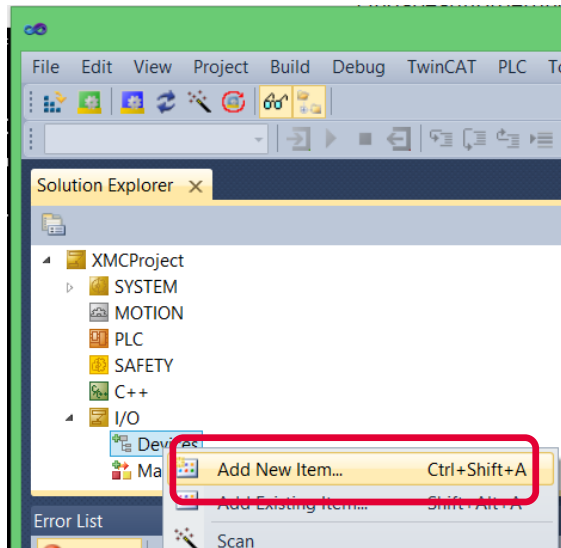 File Edit View Project Build Debug TwinCAT PLC
Solution Explorer
XMCProject
SYSTEM
MOTION
PLC
SAFETY
C++
I/O
Devices
Ma
Add New Item... Ctrl+Shift+A
Add Existing Item... Shift+Alt+A
Error List
Scan